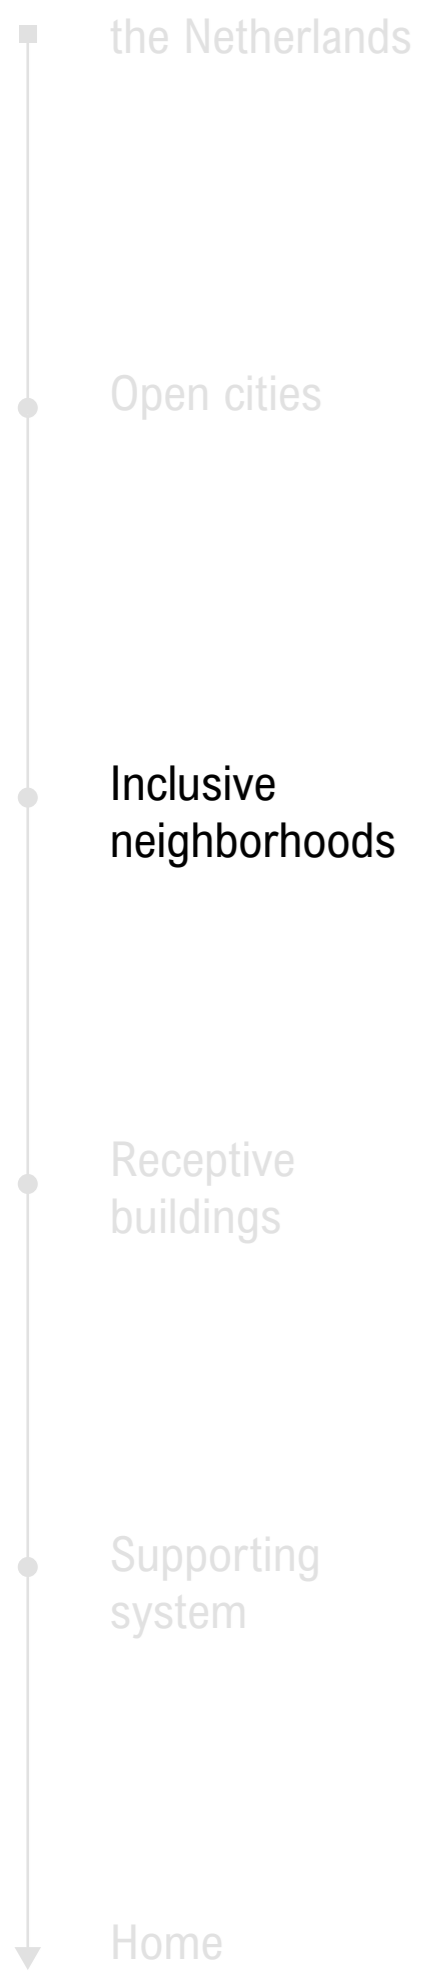 the Netherlands
Open cities
Inclusive
neighborhoods
Receptive
buildings
Supporting
system
Home